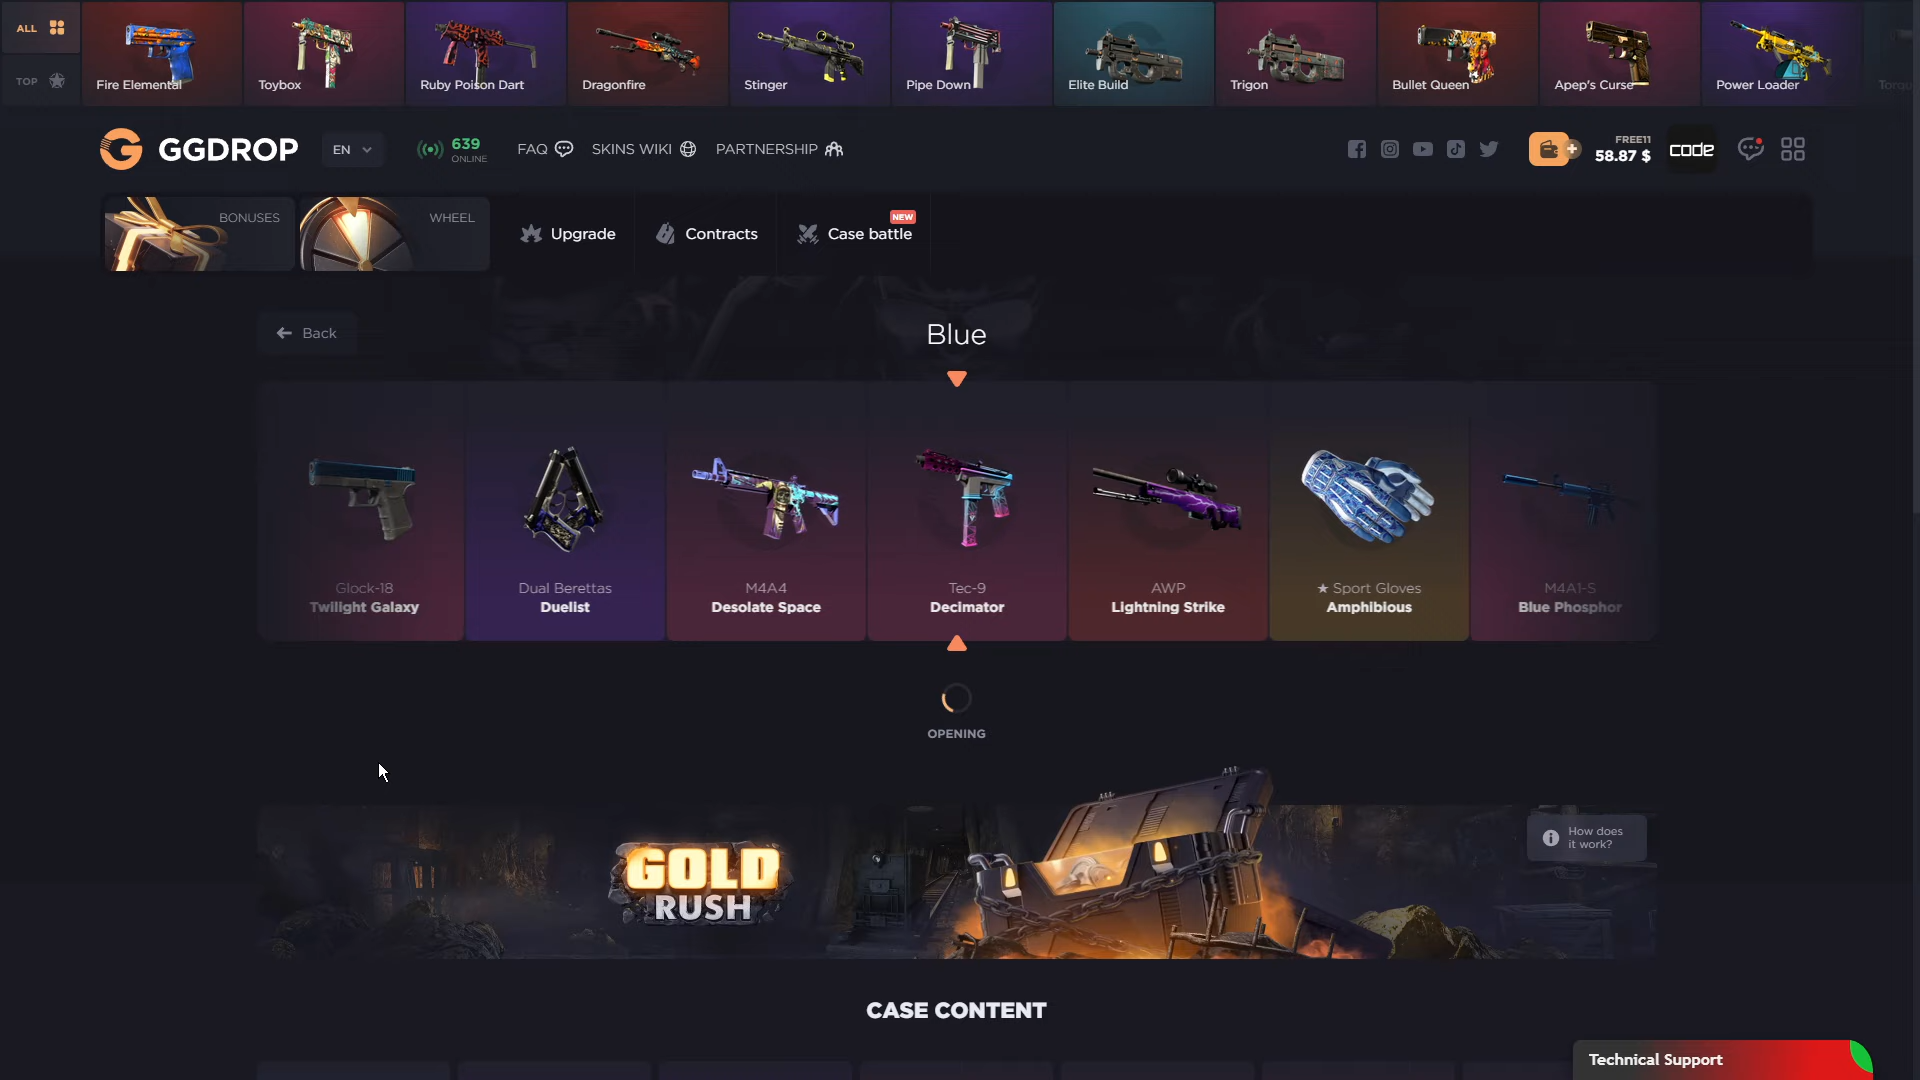 ALL
TOP
Fire Elemental
Toybox
Ruby Poison Dart
Dragonfire
Stinger
Pipe Down
Elite Build
Trigon
Bullet Queen
Apep's Curse
Power Loader
GGDROP
EN
639
ONLINE
FAQ
SKINS WIKI
PARTNERSHIP
FREE11
58.87 $
code
BONUSES
WHEEL
Upgrade
Contracts
Case battle
NEW
Back
Blue
Glock-18
Twilight Galaxy
Dual Berettas
Duelist
M4A4
Desolate Space
Tec-9
Decimator
AWP
Lightning Strike
★ Sport Gloves
Amphibious
M4A1-S
Blue Phosphor
OPENING
GOLD
RUSH
How does
it work?
CASE CONTENT
Technical Support